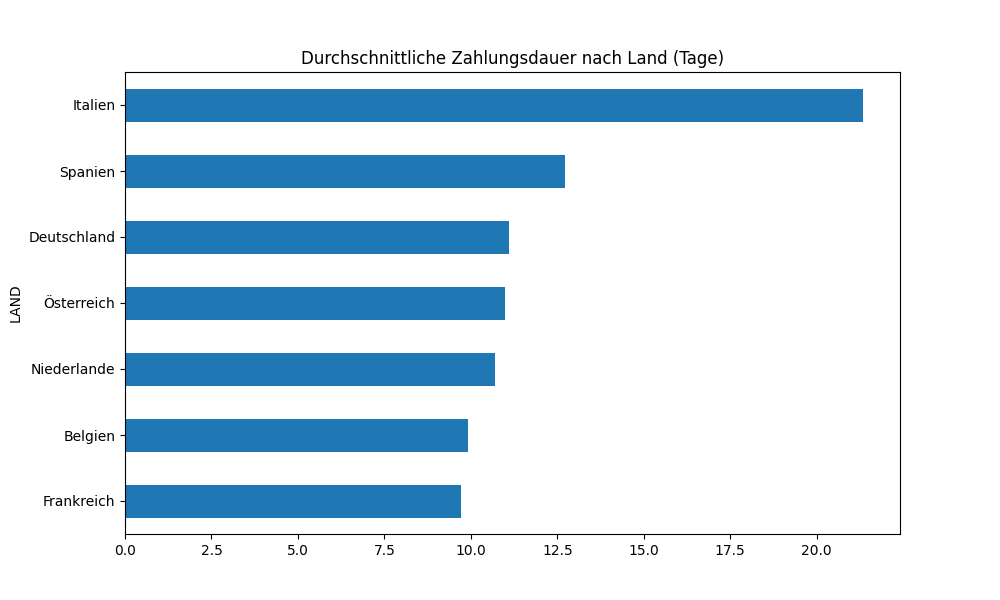 Durchschnittliche Zahlungsdauer nach Land (Tage)
LAND
Italien
Spanien
Deutschland
Österreich
Niederlande
Belgien
Frankreich
0.0 2.5 5.0 7.5 10.0 12.5 15.0 17.5 20.0